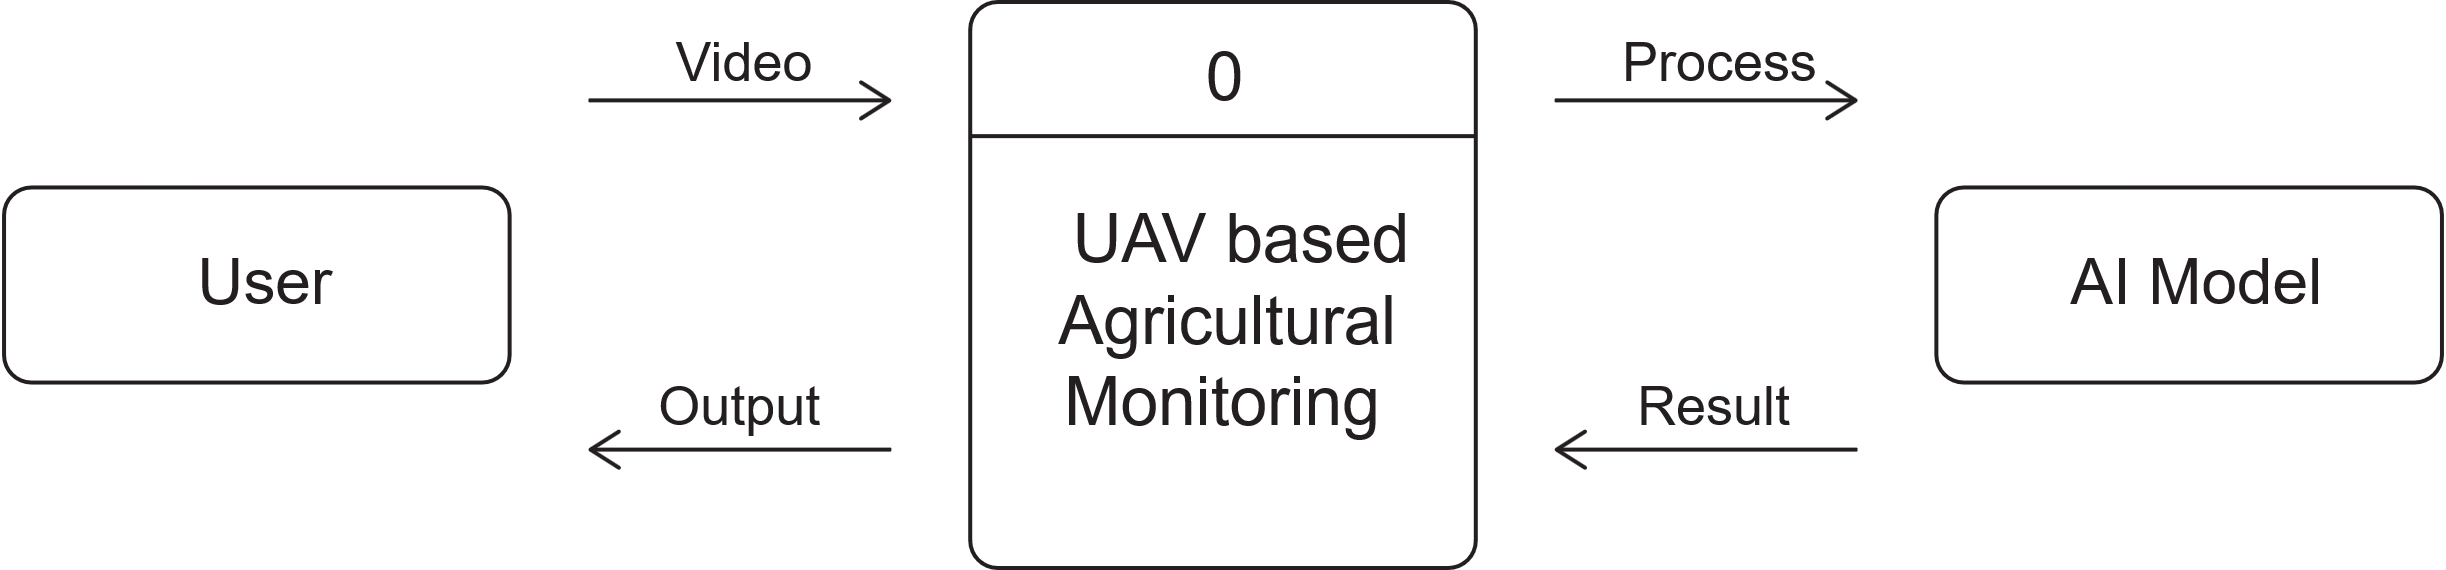 Video
0
Process
User
UAV based
Agricultural
Monitoring
AI Model
Output
Result